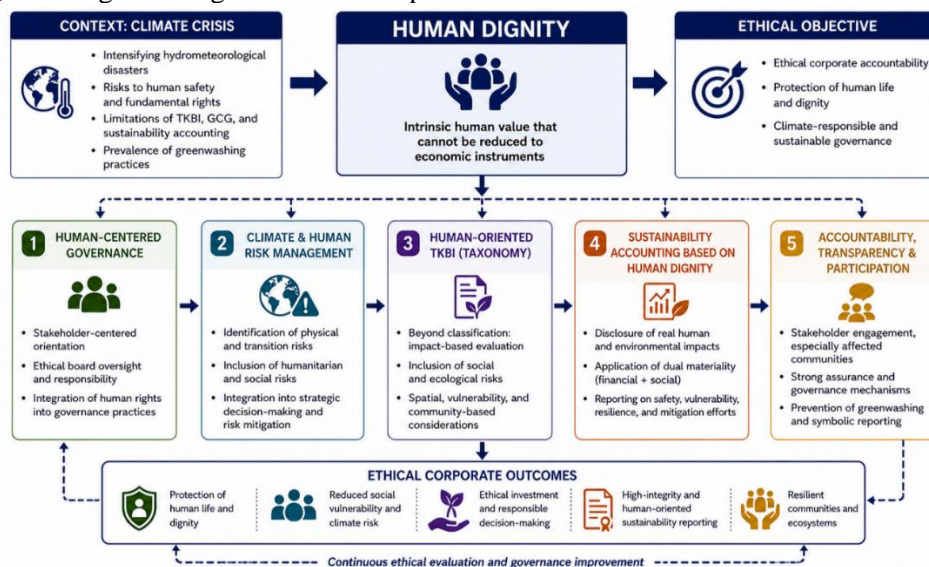 CONTEXT: CLIMATE CRISIS
• Intensifying hydrometeorological
disasters
• Risks to human safety
and fundamental rights
• Limitations of TKBI, GCG, and
sustainability accounting
• Prevalence of greenwashing
practices
HUMAN DIGNITY
Intrinsic human value that
cannot be reduced to
economic instruments
ETHICAL OBJECTIVE
• Ethical corporate accountability
• Protection of human life
and dignity
• Climate-responsible and
sustainable governance
1 HUMAN-CENTERED
GOVERNANCE
• Stakeholder-centered
orientation
• Ethical board oversight
and responsibility
• Integration of human rights
into governance practices
2 CLIMATE & HUMAN
RISK MANAGEMENT
• Identification of physical
and transition risks
• Inclusion of humanitarian
and social risks
• Integration into strategic
decision-making and
risk mitigation
3 HUMAN-ORIENTED
TKBI (TAXONOMY)
• Beyond classification:
impact-based evaluation
• Inclusion of social
and ecological risks
• Spatial, vulnerability, and
community-based
considerations
4 SUSTAINABILITY
ACCOUNTING BASED ON
HUMAN DIGNITY
• Disclosure of real human
and environmental impacts
• Application of dual materiality
(financial + social)
• Reporting on safety, vulnerability,
resilience, and mitigation efforts
5 ACCOUNTABILITY,
TRANSPARENCY &
PARTICIPATION
• Stakeholder engagement,
especially affected
communities
• Strong assurance and
governance mechanisms
• Prevention of greenwashing
and symbolic reporting
ETHICAL CORPORATE OUTCOMES
Protection of
human life and
dignity
Reduced social
vulnerability and
climate risk
Ethical investment
and responsible
decision-making
High-integrity and
human-oriented
sustainability reporting
Resilient
communities and
ecosystems
Continuous ethical evaluation and governance improvement